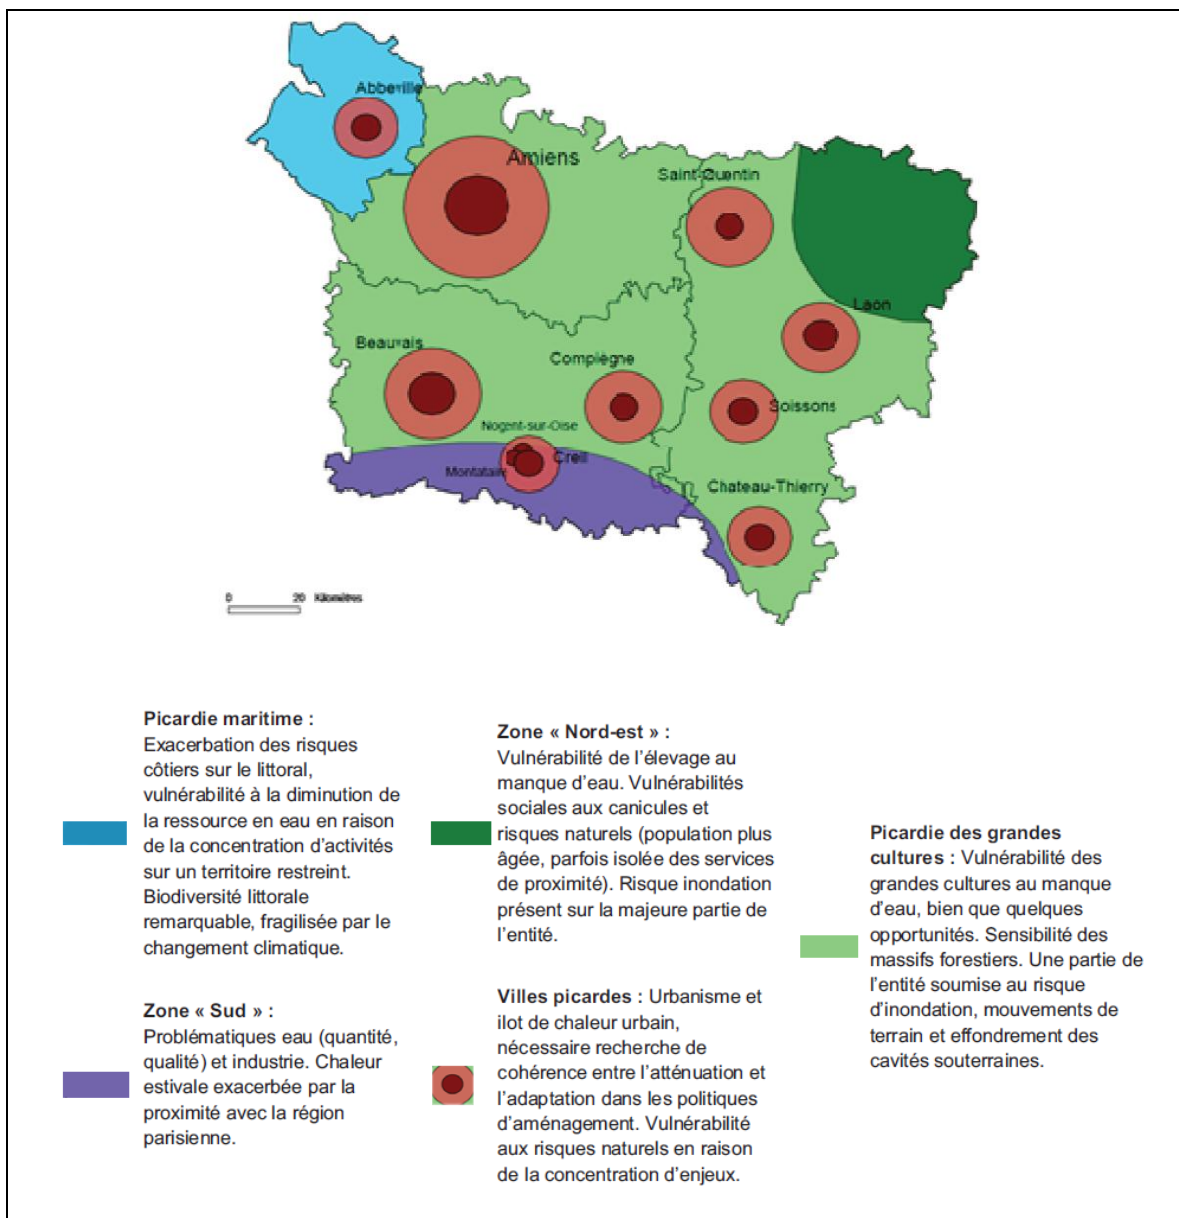 Abbeville
Amiens
Saint-Quentin
Laon
Beauvais
Compiègne
Soissons
Nogent-sur-Oise
Creil
Montataire
Chateau-Thierry
0 20 Kilomètres
Picardie maritime :
Exacerbation des risques
côtiers sur le littoral,
vulnérabilité à la diminution de
la ressource en eau en raison
de la concentration d’activités
sur un territoire restreint.
Biodiversité littorale
remarquable, fragilisée par le
changement climatique.
Zone « Sud » :
Problématiques eau (quantité,
qualité) et industrie. Chaleur
estivale exacerbée par la
proximité avec la région
parisienne.
Zone « Nord-est » :
Vulnérabilité de l’élevage au
manque d’eau. Vulnérabilités
sociales aux canicules et
risques naturels (population plus
âgée, parfois isolée des services
de proximité). Risque inondation
présent sur la majeure partie de
l’entité.
Villes picardes : Urbanisme et
ilot de chaleur urbain,
nécessaire recherche de
cohérence entre l’atténuation et
l’adaptation dans les politiques
d’aménagement. Vulnérabilité
aux risques naturels en raison
de la concentration d’enjeux.
Picardie des grandes
cultures : Vulnérabilité des
grandes cultures au manque
d’eau, bien que quelques
opportunités. Sensibilité des
massifs forestiers. Une partie de
l’entité soumise au risque
d’inondation, mouvements de
terrain et effondrement des
cavités souterraines.